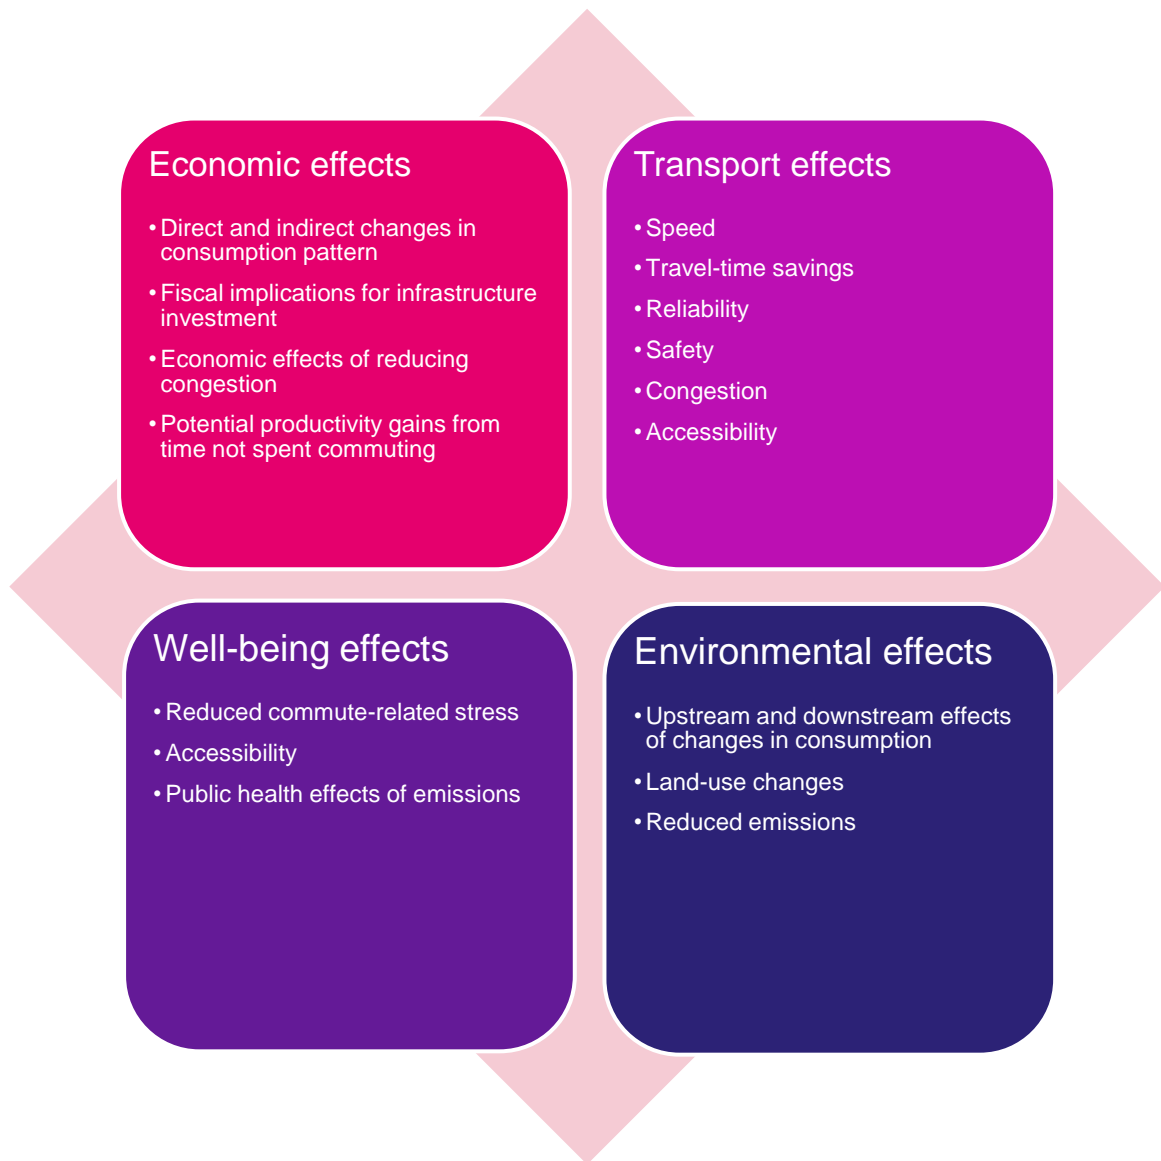 Economic effects
• Direct and indirect changes in
consumption pattern
• Fiscal implications for infrastructure
investment
• Economic effects of reducing
congestion
• Potential productivity gains from
time not spent commuting
Transport effects
• Speed
• Travel-time savings
• Reliability
• Safety
• Congestion
• Accessibility
Well-being effects
• Reduced commute-related stress
• Accessibility
• Public health effects of emissions
Environmental effects
• Upstream and downstream effects
of changes in consumption
• Land-use changes
• Reduced emissions